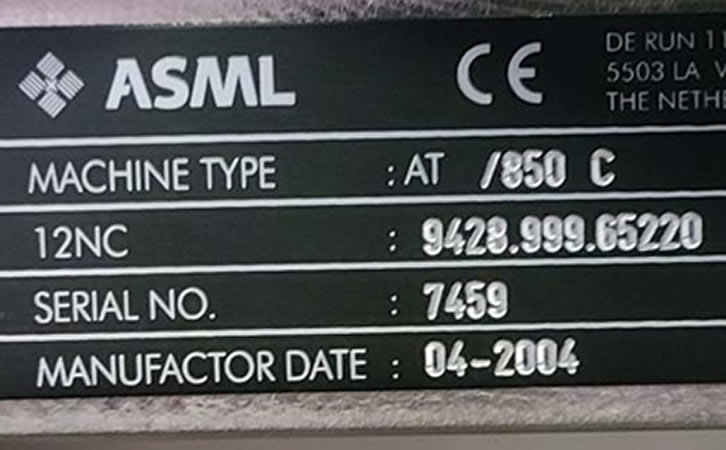 ASML CE
DE RUN 11
5503 LA V
THE NETHE
MACHINE TYPE : AT /850 C
12NC : 9428.999.65220
SERIAL NO. : 7459
MANUFACTOR DATE : 04-2004